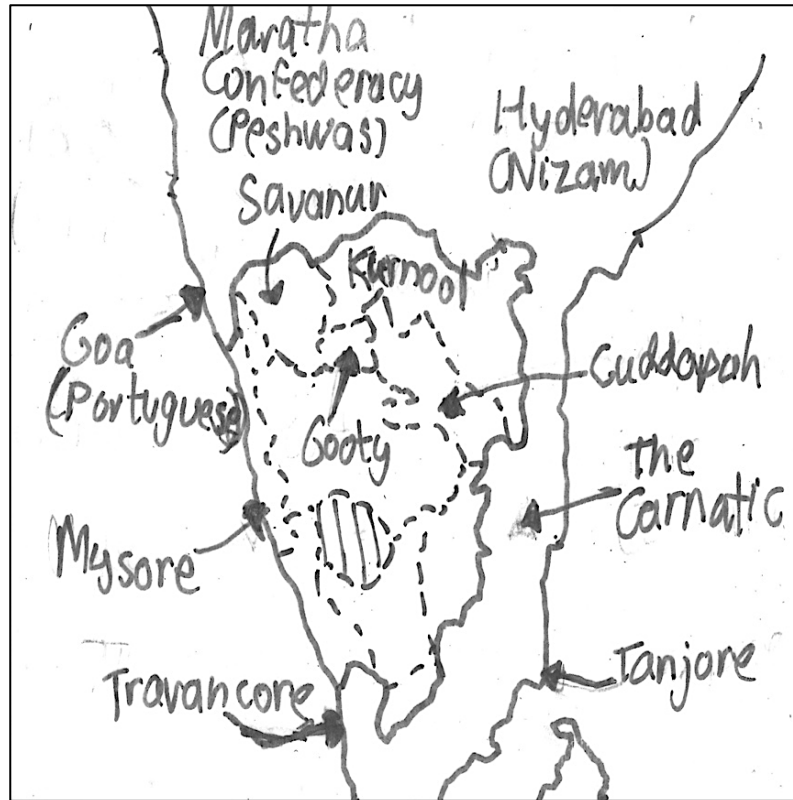 Maratha
Confederacy
(Peshwas)
Hyderabad
(Nizam)
Savanur
Kurnool
Goa
(Portuguese)
Cuddapah
Gooty
The
Carnatic
Mysore
Travancore
Tanjore